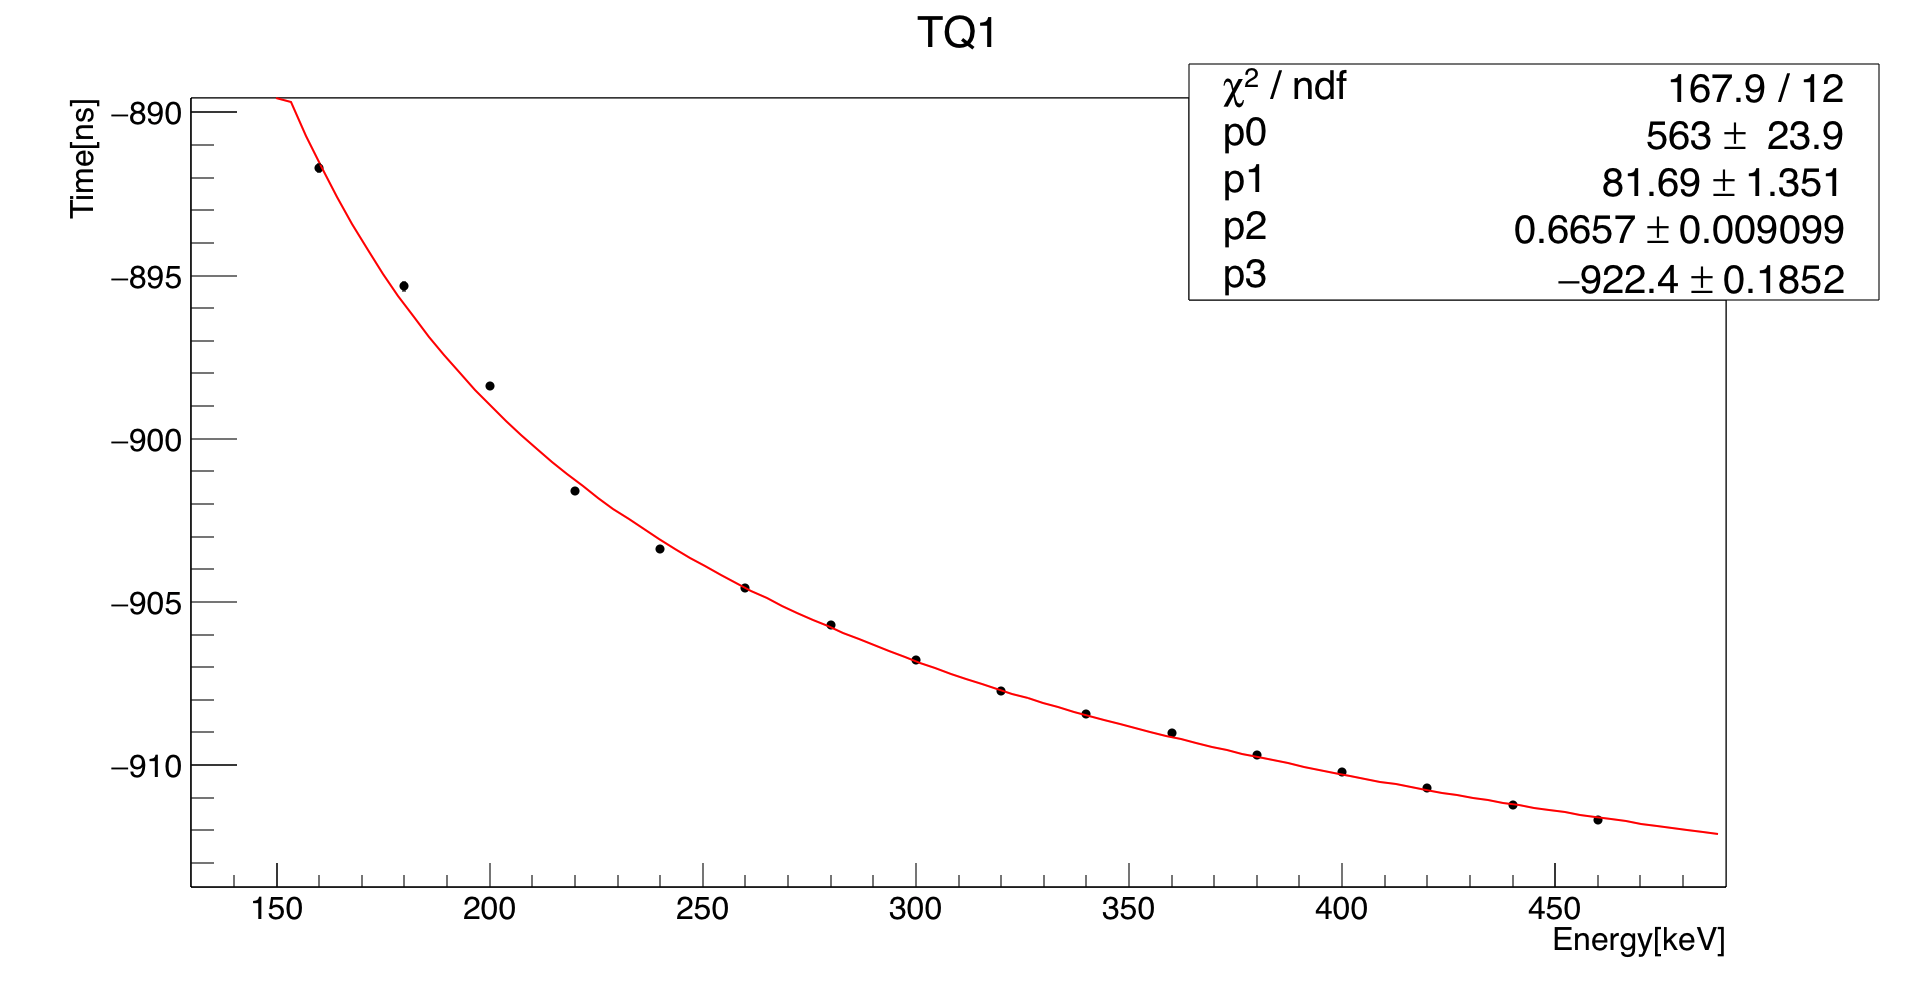 TQ1
χ² / ndf 167.9 / 12
p0 563 ± 23.9
p1 81.69 ± 1.351
p2 0.6657 ± 0.009099
p3 −922.4 ± 0.1852
Time[ns]
−890
−895
−900
−905
−910
150 200 250 300 350 400 450
Energy[keV]